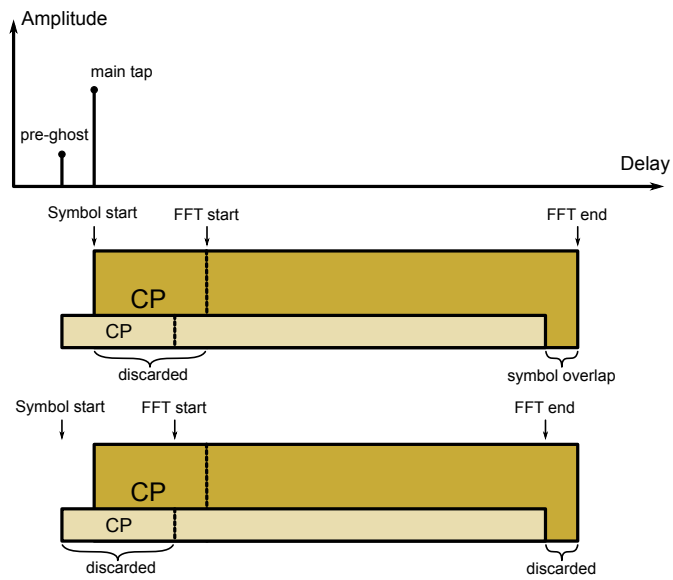 Amplitude
main tap
pre-ghost
Delay
Symbol start FFT start FFT end
CP
CP
discarded symbol overlap
Symbol start FFT start FFT end
CP
CP
discarded discarded